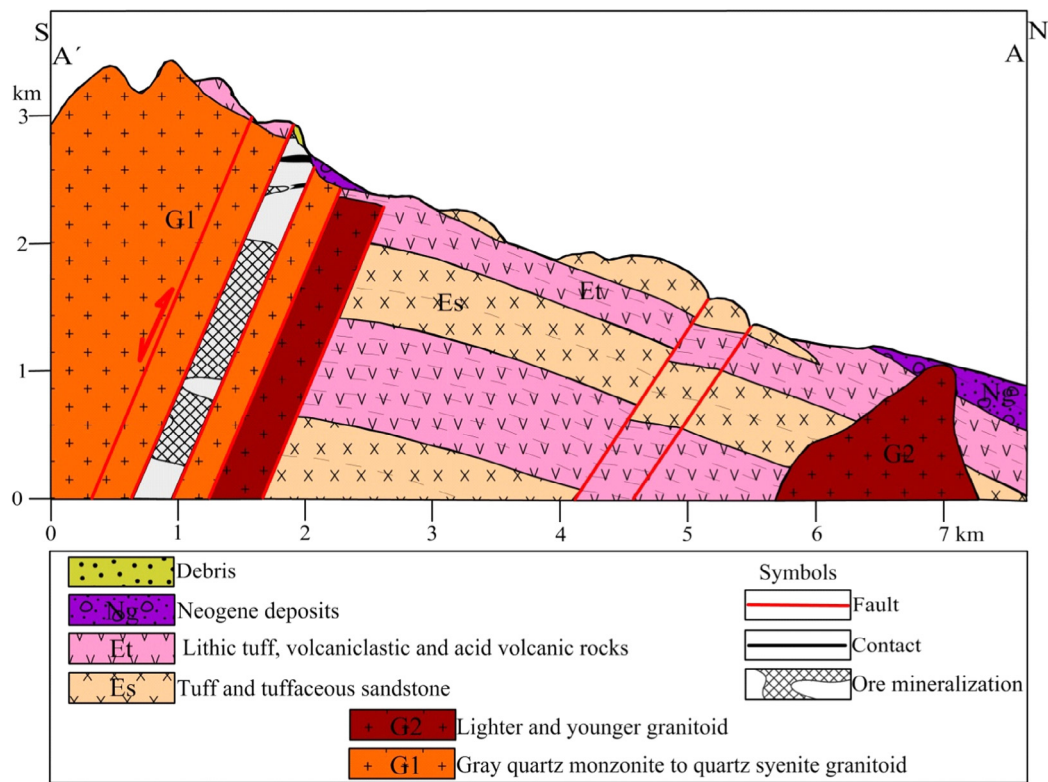 S
N
A´
A
km
3
2
1
0
G1
Es
Et
G2
Ng
0 1 2 3 4 5 6 7 km
Debris
Ng Neogene deposits
Et Lithic tuff, volcaniclastic and acid volcanic rocks
Es Tuff and tuffaceous sandstone
G2 Lighter and younger granitoid
G1 Gray quartz monzonite to quartz syenite granitoid
Symbols
Fault
Contact
Ore mineralization